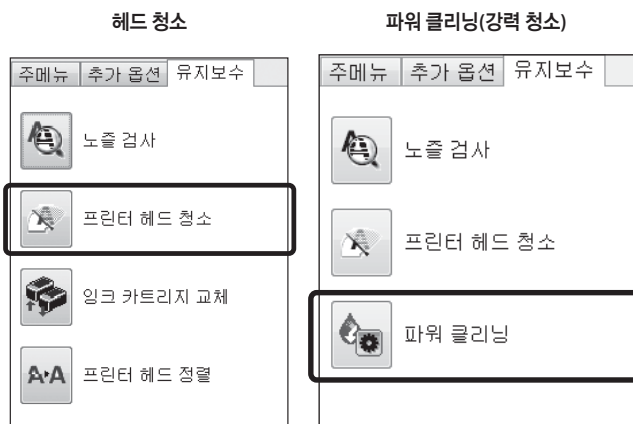 헤드 청소
주메뉴 추가 옵션 유지보수
노즐 검사
프린터 헤드 청소
잉크 카트리지 교체
프린터 헤드 정렬
파워 클리닝(강력 청소)
주메뉴 추가 옵션 유지보수
노즐 검사
프린터 헤드 청소
파워 클리닝